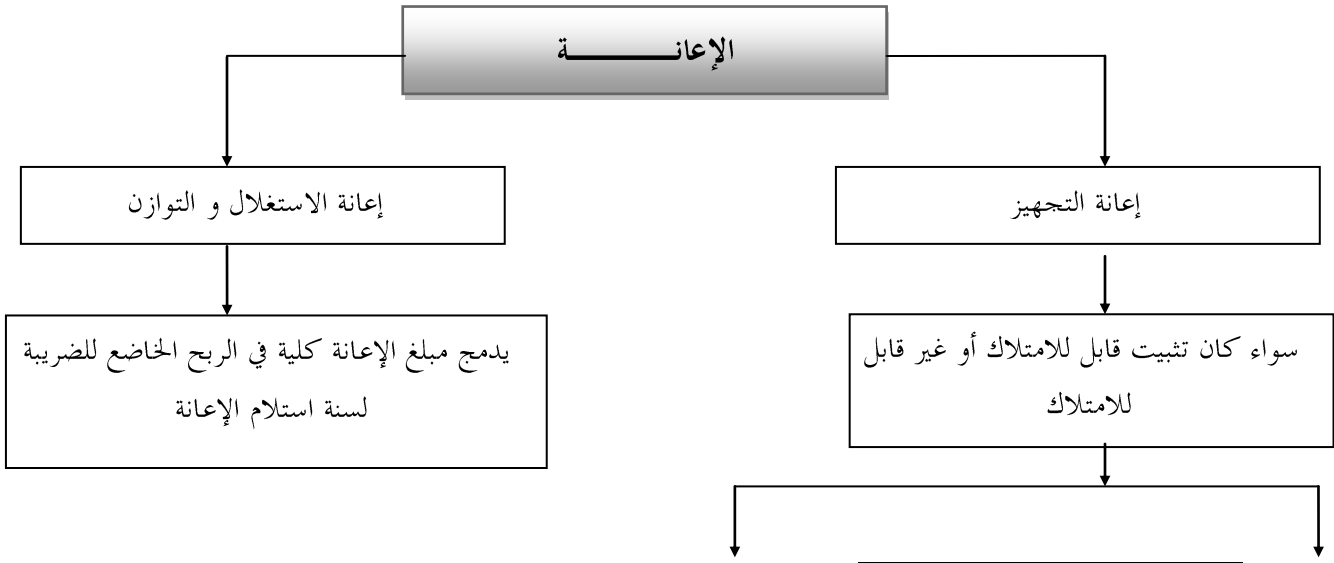 الإعانـــــــــــة
إعانة التجهيز
إعانة الاستغلال و التوازن
سواء كان تثبيت قابل للامتلاك أو غير قابل
للامتلاك
يدمج مبلغ الإعانة كلية في الربح الخاضع للضريبة
لسنة استلام الإعانة